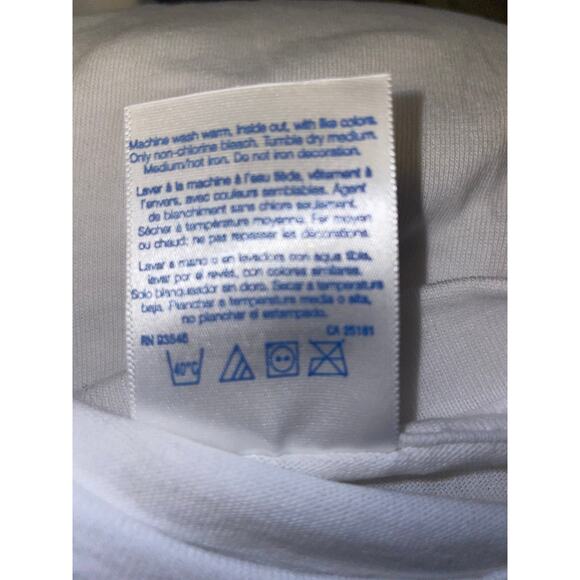 Machine wash warm, inside out, with like colors.
Only non-chlorine bleach. Tumble dry medium.
Medium/hot iron. Do not iron decoration.
Laver à la machine à l'eau tiède, vêtement à
l'envers, avec couleurs semblables. Agent
de blanchiment sans chlore seulement.
Sécher à température moyenne. Fer moyen
ou chaud; ne pas repasser les décorations.
Lavar a mano o en lavadora con agua tibia,
lavar por el revés, con colores similares.
Solo blanqueador sin cloro. Secar a temperatura
baja. Planchar a temperatura media o alta,
no planchar el estampado.
RN 93546 CA 25161
40°C